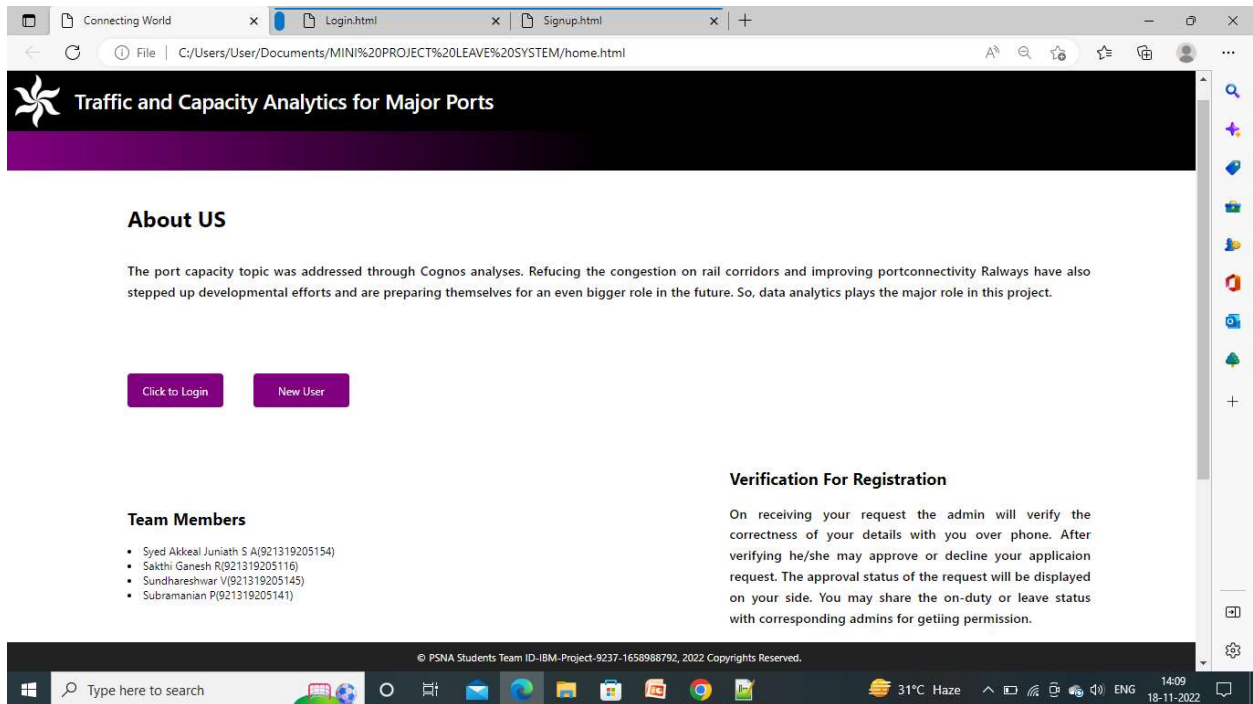 Connecting World
Login.html
Signup.html
File
C:/Users/User/Documents/MINI%20PROJECT%20LEAVE%20SYSTEM/home.html
Traffic and Capacity Analytics for Major Ports
About US
The port capacity topic was addressed through Cognos analyses. Refucing the congestion on rail corridors and improving portconnectivity Ralways have also
stepped up developmental efforts and are preparing themselves for an even bigger role in the future. So, data analytics plays the major role in this project.
Click to Login
New User
Team Members
• Syed Akkeal Juniath S A(921319205154)
• Sakthi Ganesh R(921319205116)
• Sundhareshwar V(921319205145)
• Subramanian P(921319205141)
Verification For Registration
On receiving your request the admin will verify the
correctness of your details with you over phone. After
verifying he/she may approve or decline your applicaion
request. The approval status of the request will be displayed
on your side. You may share the on-duty or leave status
with corresponding admins for getiing permission.
© PSNA Students Team ID-IBM-Project-9237-1658988792, 2022 Copyrights Reserved.
Type here to search
31°C Haze
ENG
14:09
18-11-2022